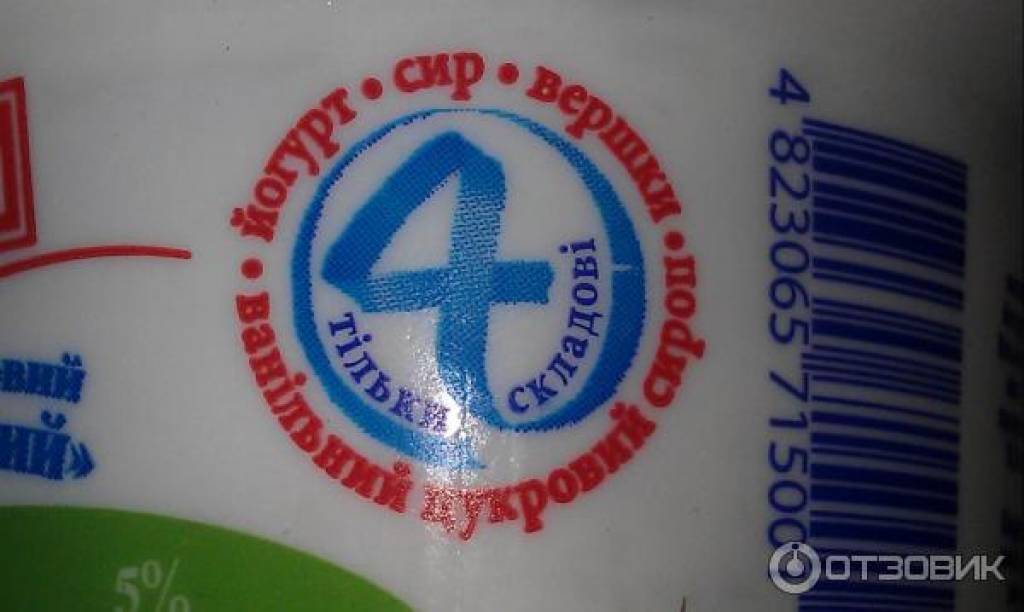 йогурт • сир • вершки • ванільний цукровий сироп •
4
тільки складові
4 823065 71500
5%
ОТЗОВИК